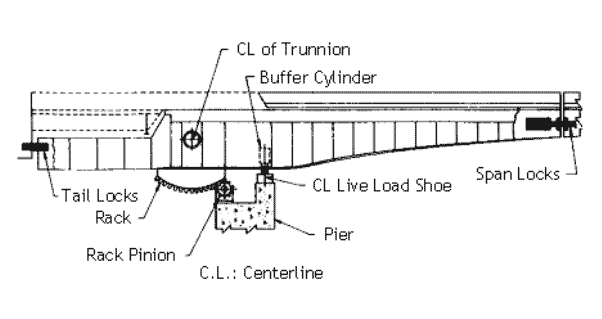 CL of Trunnion
Buffer Cylinder
Span Locks
CL Live Load Shoe
Tail Locks
Rack
Pier
Rack Pinion
C.L.: Centerline